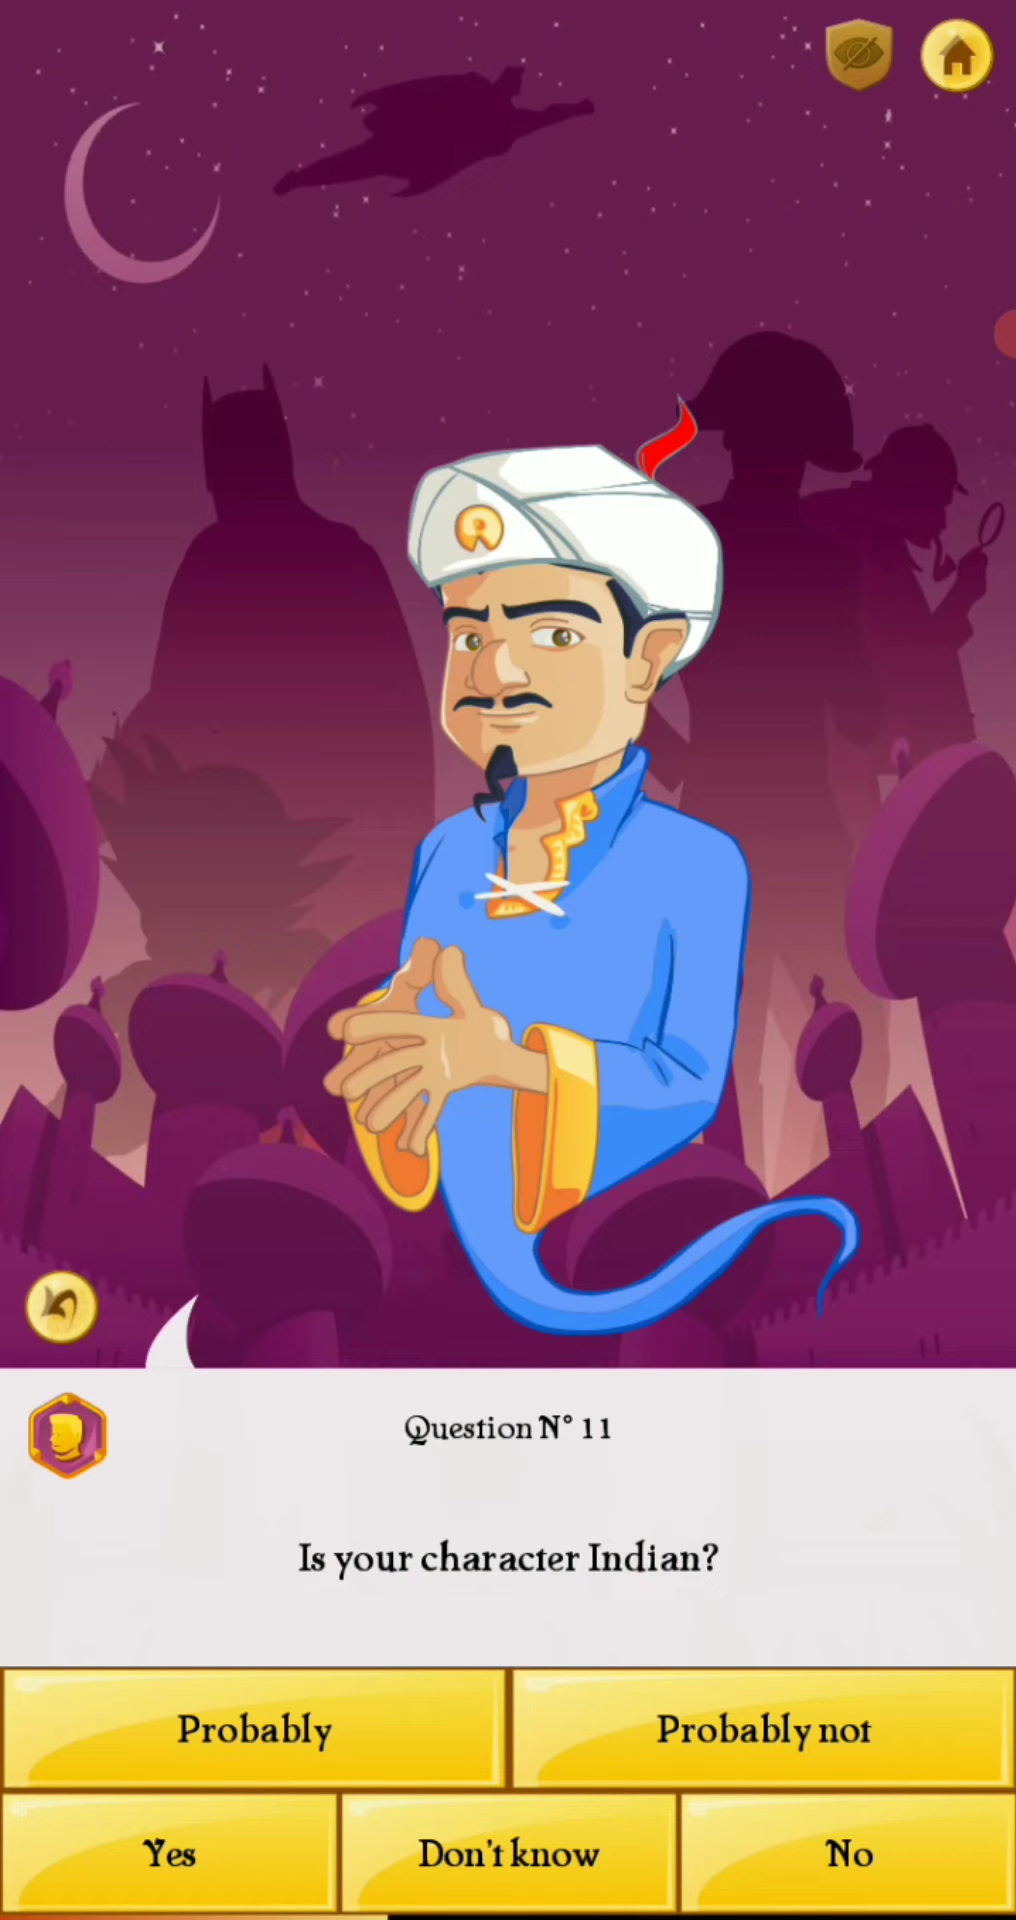 Question N° 11
Is your character Indian?
Probably
Probably not
Yes
Don't know
No